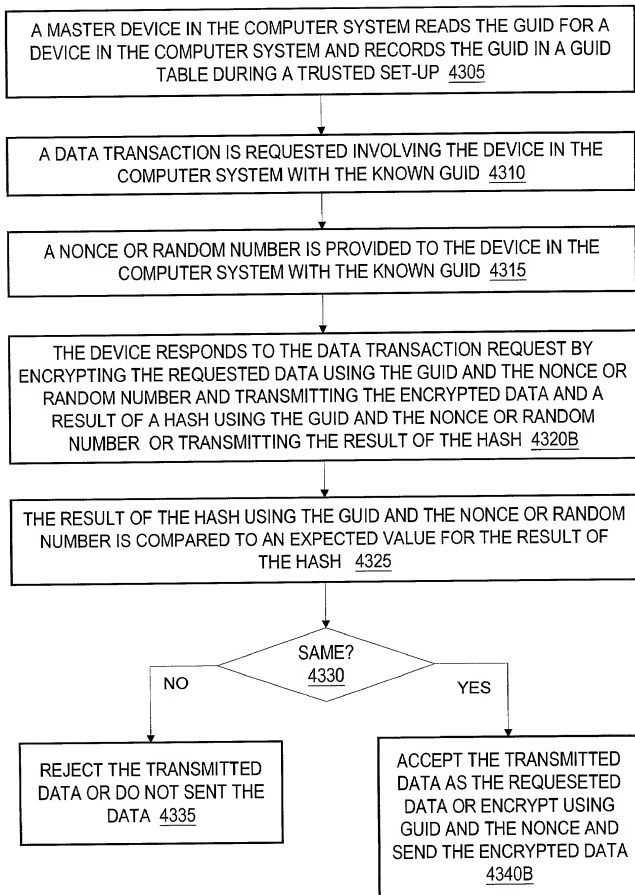 A MASTER DEVICE IN THE COMPUTER SYSTEM READS THE GUID FOR A
DEVICE IN THE COMPUTER SYSTEM AND RECORDS THE GUID IN A GUID
TABLE DURING A TRUSTED SET-UP 4305
A DATA TRANSACTION IS REQUESTED INVOLVING THE DEVICE IN THE
COMPUTER SYSTEM WITH THE KNOWN GUID 4310
A NONCE OR RANDOM NUMBER IS PROVIDED TO THE DEVICE IN THE
COMPUTER SYSTEM WITH THE KNOWN GUID 4315
THE DEVICE RESPONDS TO THE DATA TRANSACTION REQUEST BY
ENCRYPTING THE REQUESTED DATA USING THE GUID AND THE NONCE OR
RANDOM NUMBER AND TRANSMITTING THE ENCRYPTED DATA AND A
RESULT OF A HASH USING THE GUID AND THE NONCE OR RANDOM
NUMBER OR TRANSMITTING THE RESULT OF THE HASH 4320B
THE RESULT OF THE HASH USING THE GUID AND THE NONCE OR RANDOM
NUMBER IS COMPARED TO AN EXPECTED VALUE FOR THE RESULT OF
THE HASH 4325
SAME?
4330
NO
YES
REJECT THE TRANSMITTED
DATA OR DO NOT SENT THE
DATA 4335
ACCEPT THE TRANSMITTED
DATA AS THE REQUESETED
DATA OR ENCRYPT USING
GUID AND THE NONCE AND
SEND THE ENCRYPTED DATA
4340B